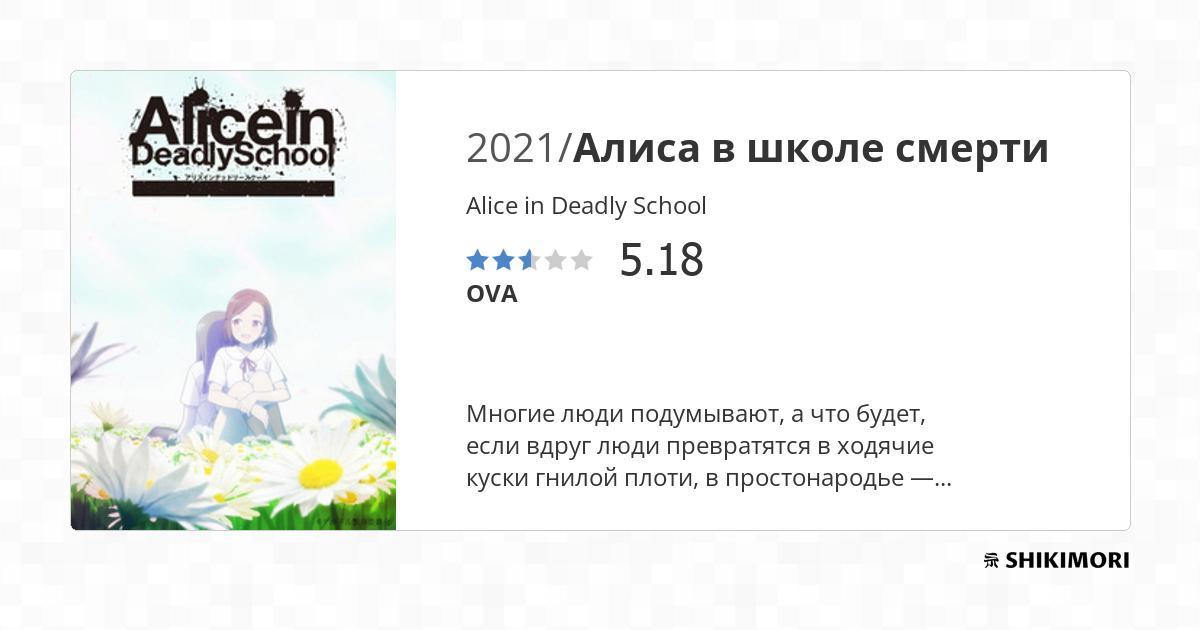 Alice in
Deadly School
アリスインデッドリースクール
2021/Алиса в школе смерти
Alice in Deadly School
5.18
OVA
Многие люди подумывают, а что будет,
если вдруг люди превратятся в ходячие
куски гнилой плоти, в простонародье —...
SHIKIMORI